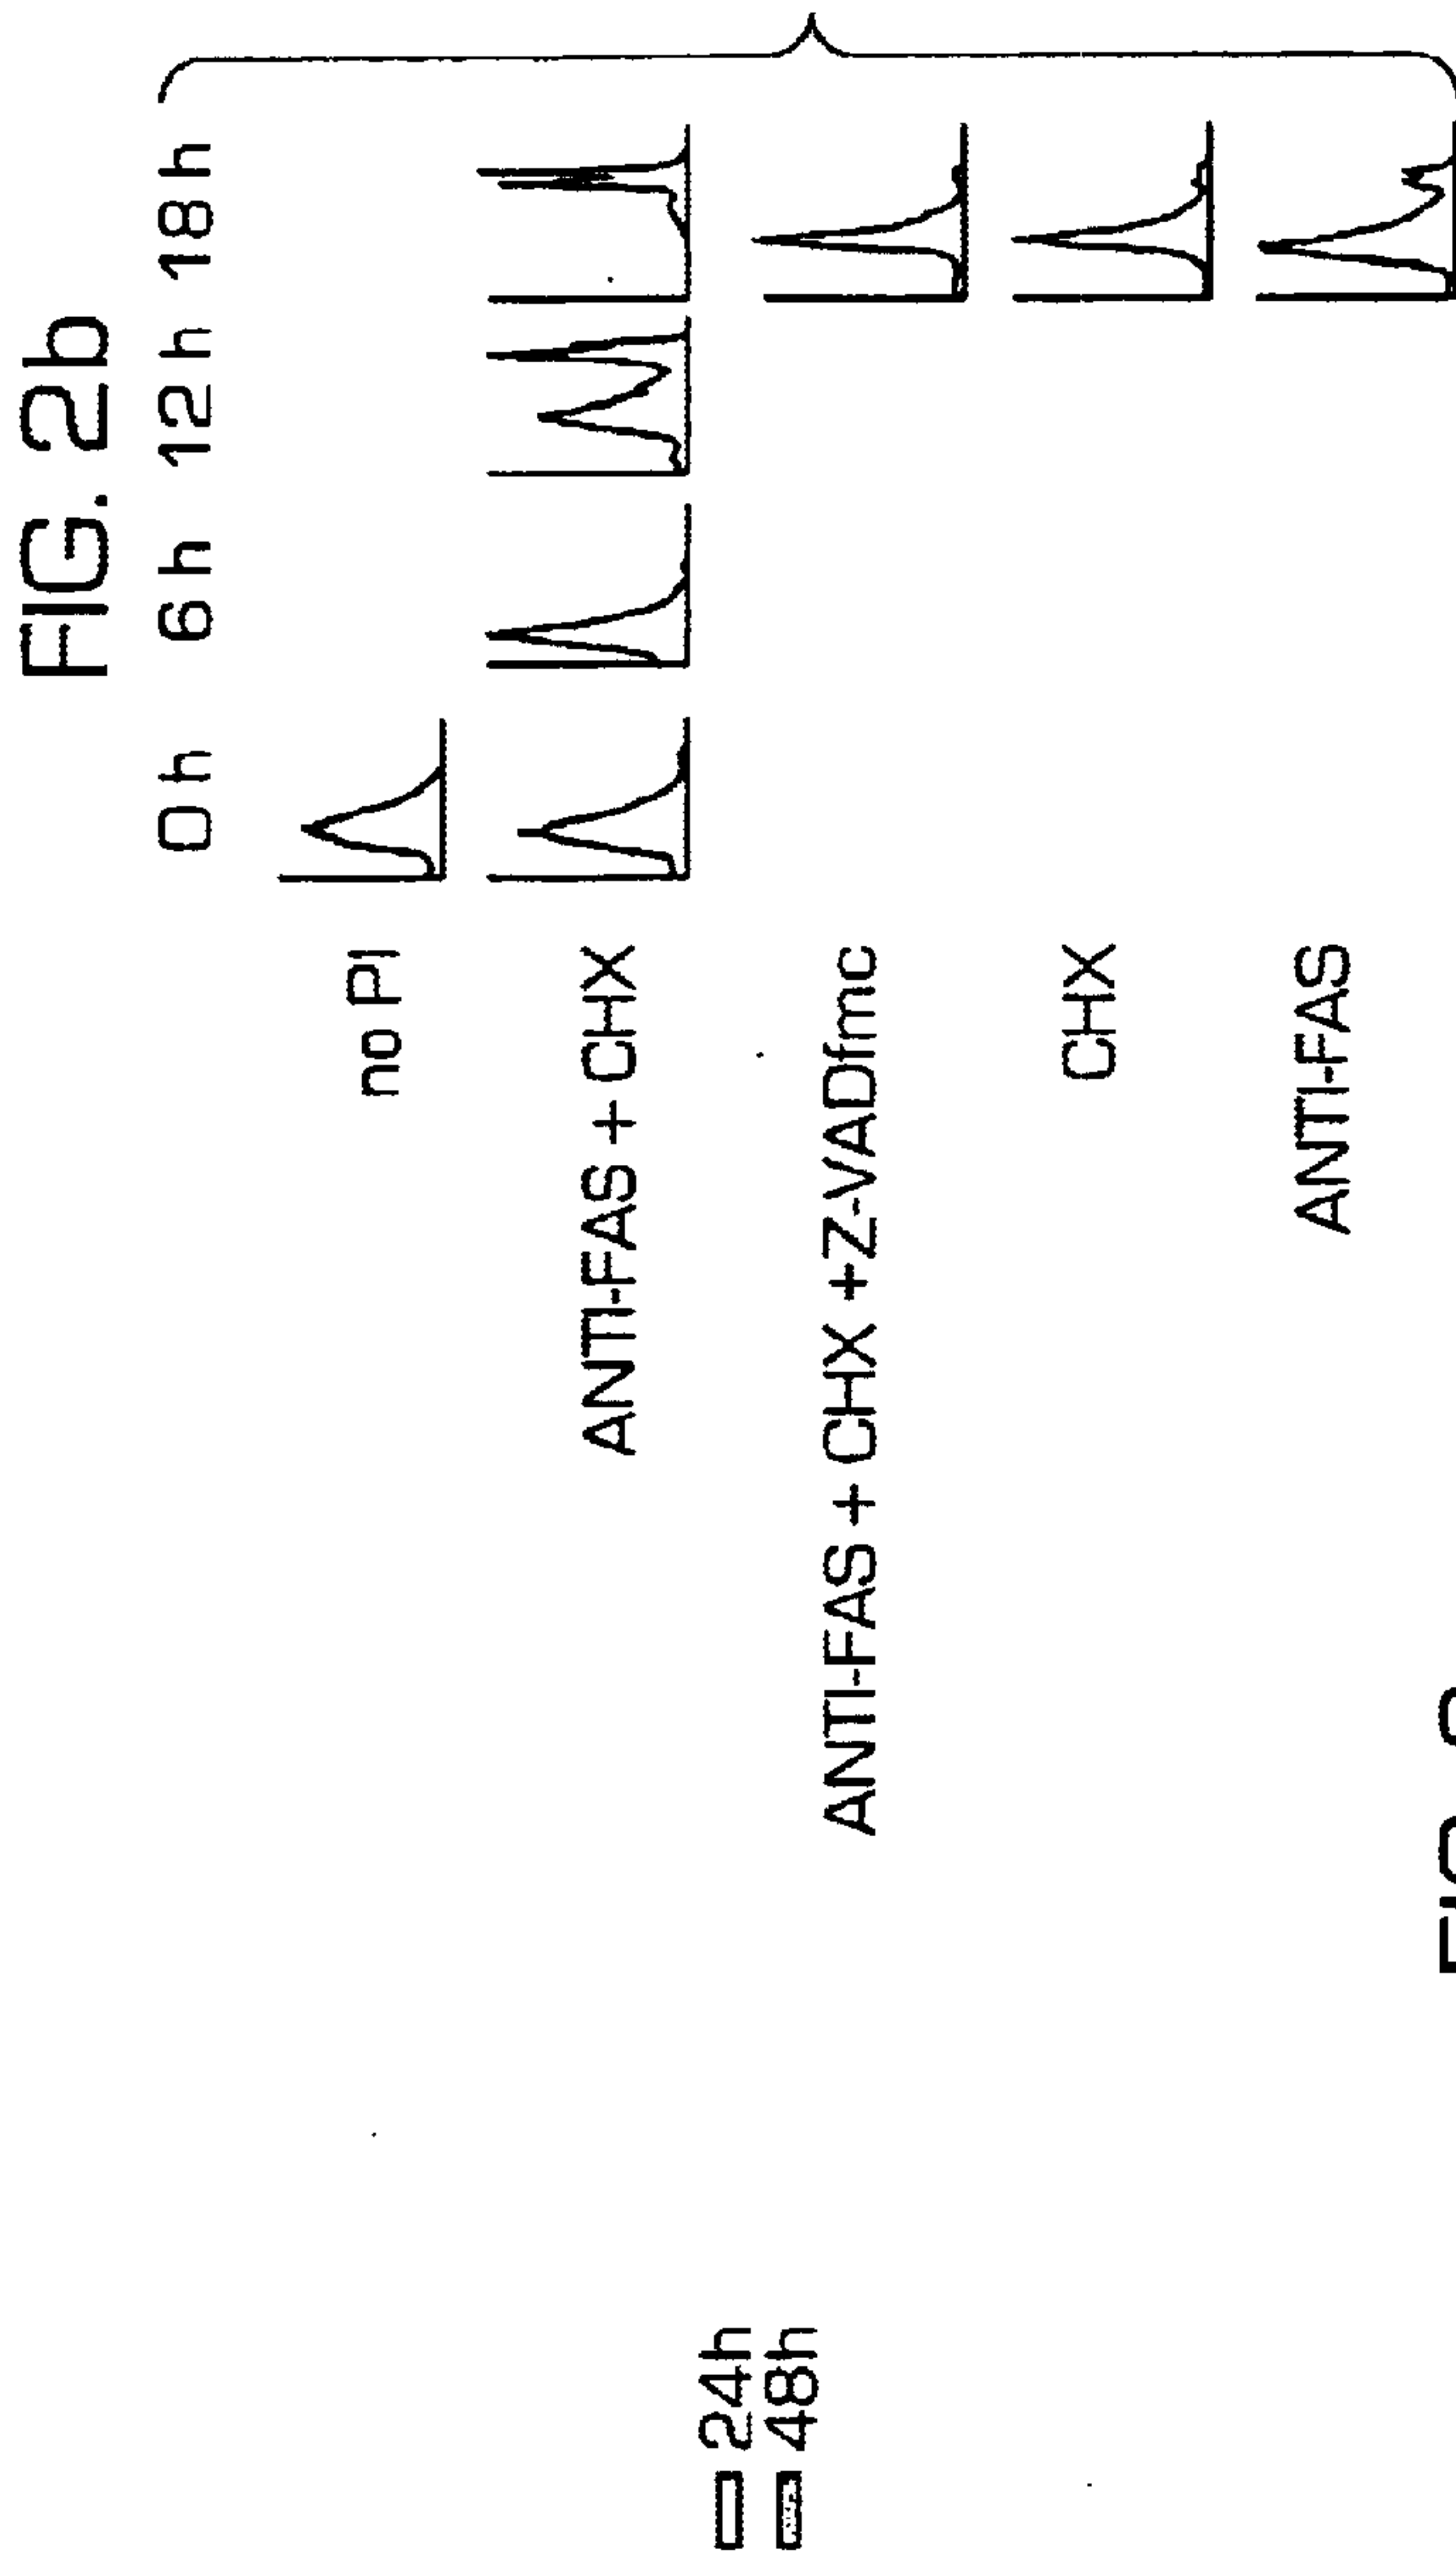 FIG. 2b
0 h 6 h 12 h 18 h
no PI
ANTI-FAS + CHX
ANTI-FAS + CHX +Z-VADfmc
CHX
ANTI-FAS
24h
48h